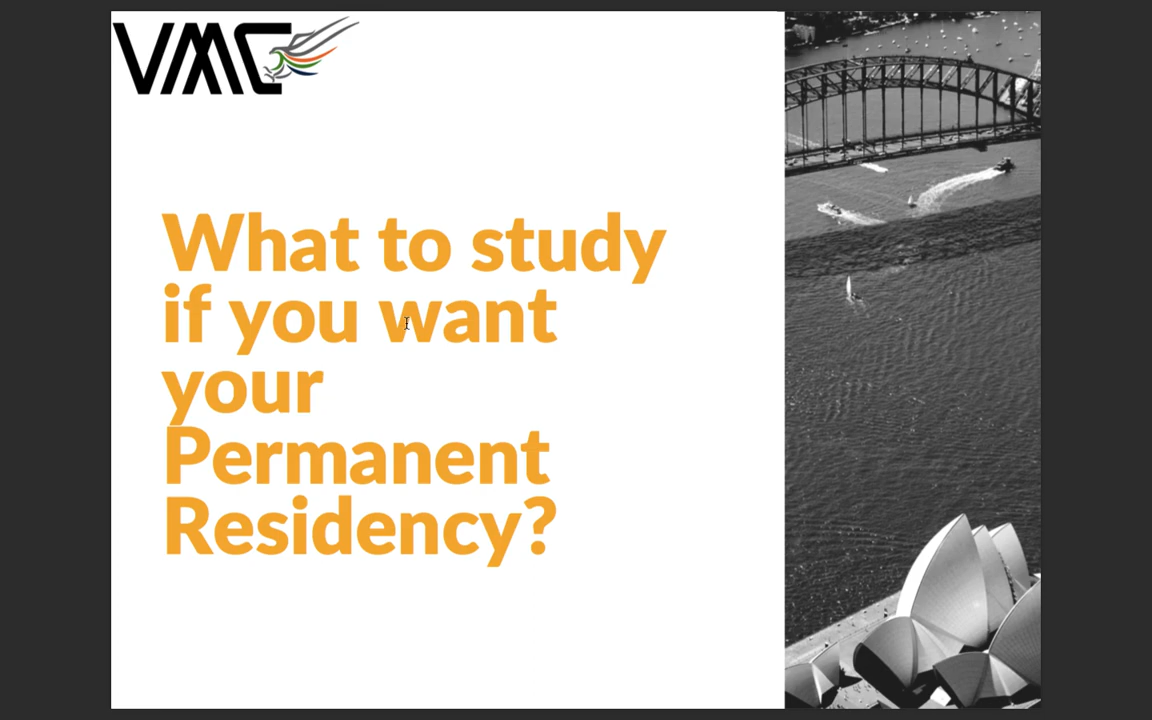 VMC
What to study
if you want
your
Permanent
Residency?